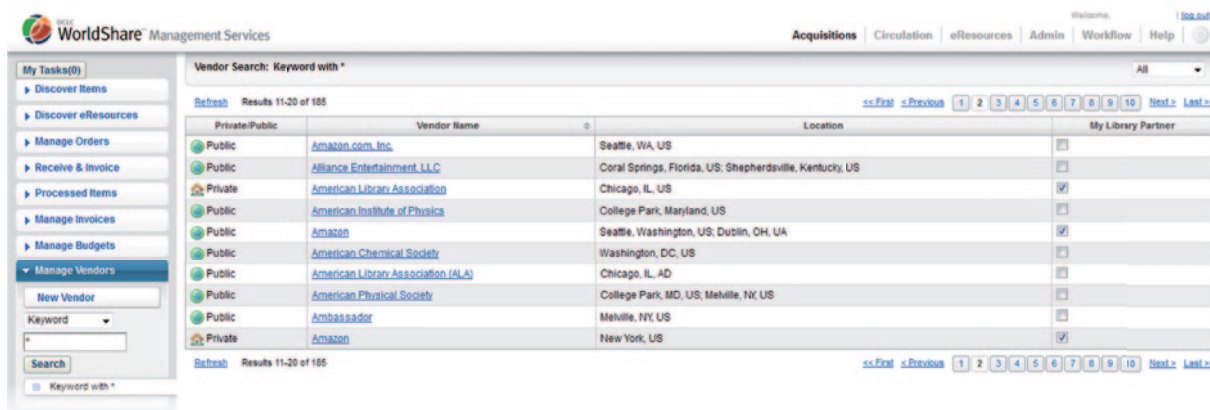 Welcome, | log out
OCLC
WorldShare™ Management Services
Acquisitions | Circulation | eResources | Admin | Workflow | Help
My Tasks(0)
Discover Items
Discover eResources
Manage Orders
Receive & Invoice
Processed Items
Manage Invoices
Manage Budgets
Manage Vendors
New Vendor
Keyword
*
Search
Keyword with *
Vendor Search: Keyword with *
All
Refresh Results 11-20 of 185 << First < Previous 1 2 3 4 5 6 7 8 9 10 Next > Last >
Private/Public Vendor Name Location My Library Partner
Public Amazon.com, Inc. Seattle, WA, US
Public Alliance Entertainment, LLC Coral Springs, Florida, US; Shepherdsville, Kentucky, US
Private American Library Association Chicago, IL, US
Public American Institute of Physics College Park, Maryland, US
Public Amazon Seattle, Washington, US; Dublin, OH, UA
Public American Chemical Society Washington, DC, US
Public American Library Association (ALA) Chicago, IL, AD
Public American Physical Society College Park, MD, US; Melville, NY, US
Public Ambassador Melville, NY, US
Private Amazon New York, US
Refresh Results 11-20 of 185 << First < Previous 1 2 3 4 5 6 7 8 9 10 Next > Last >